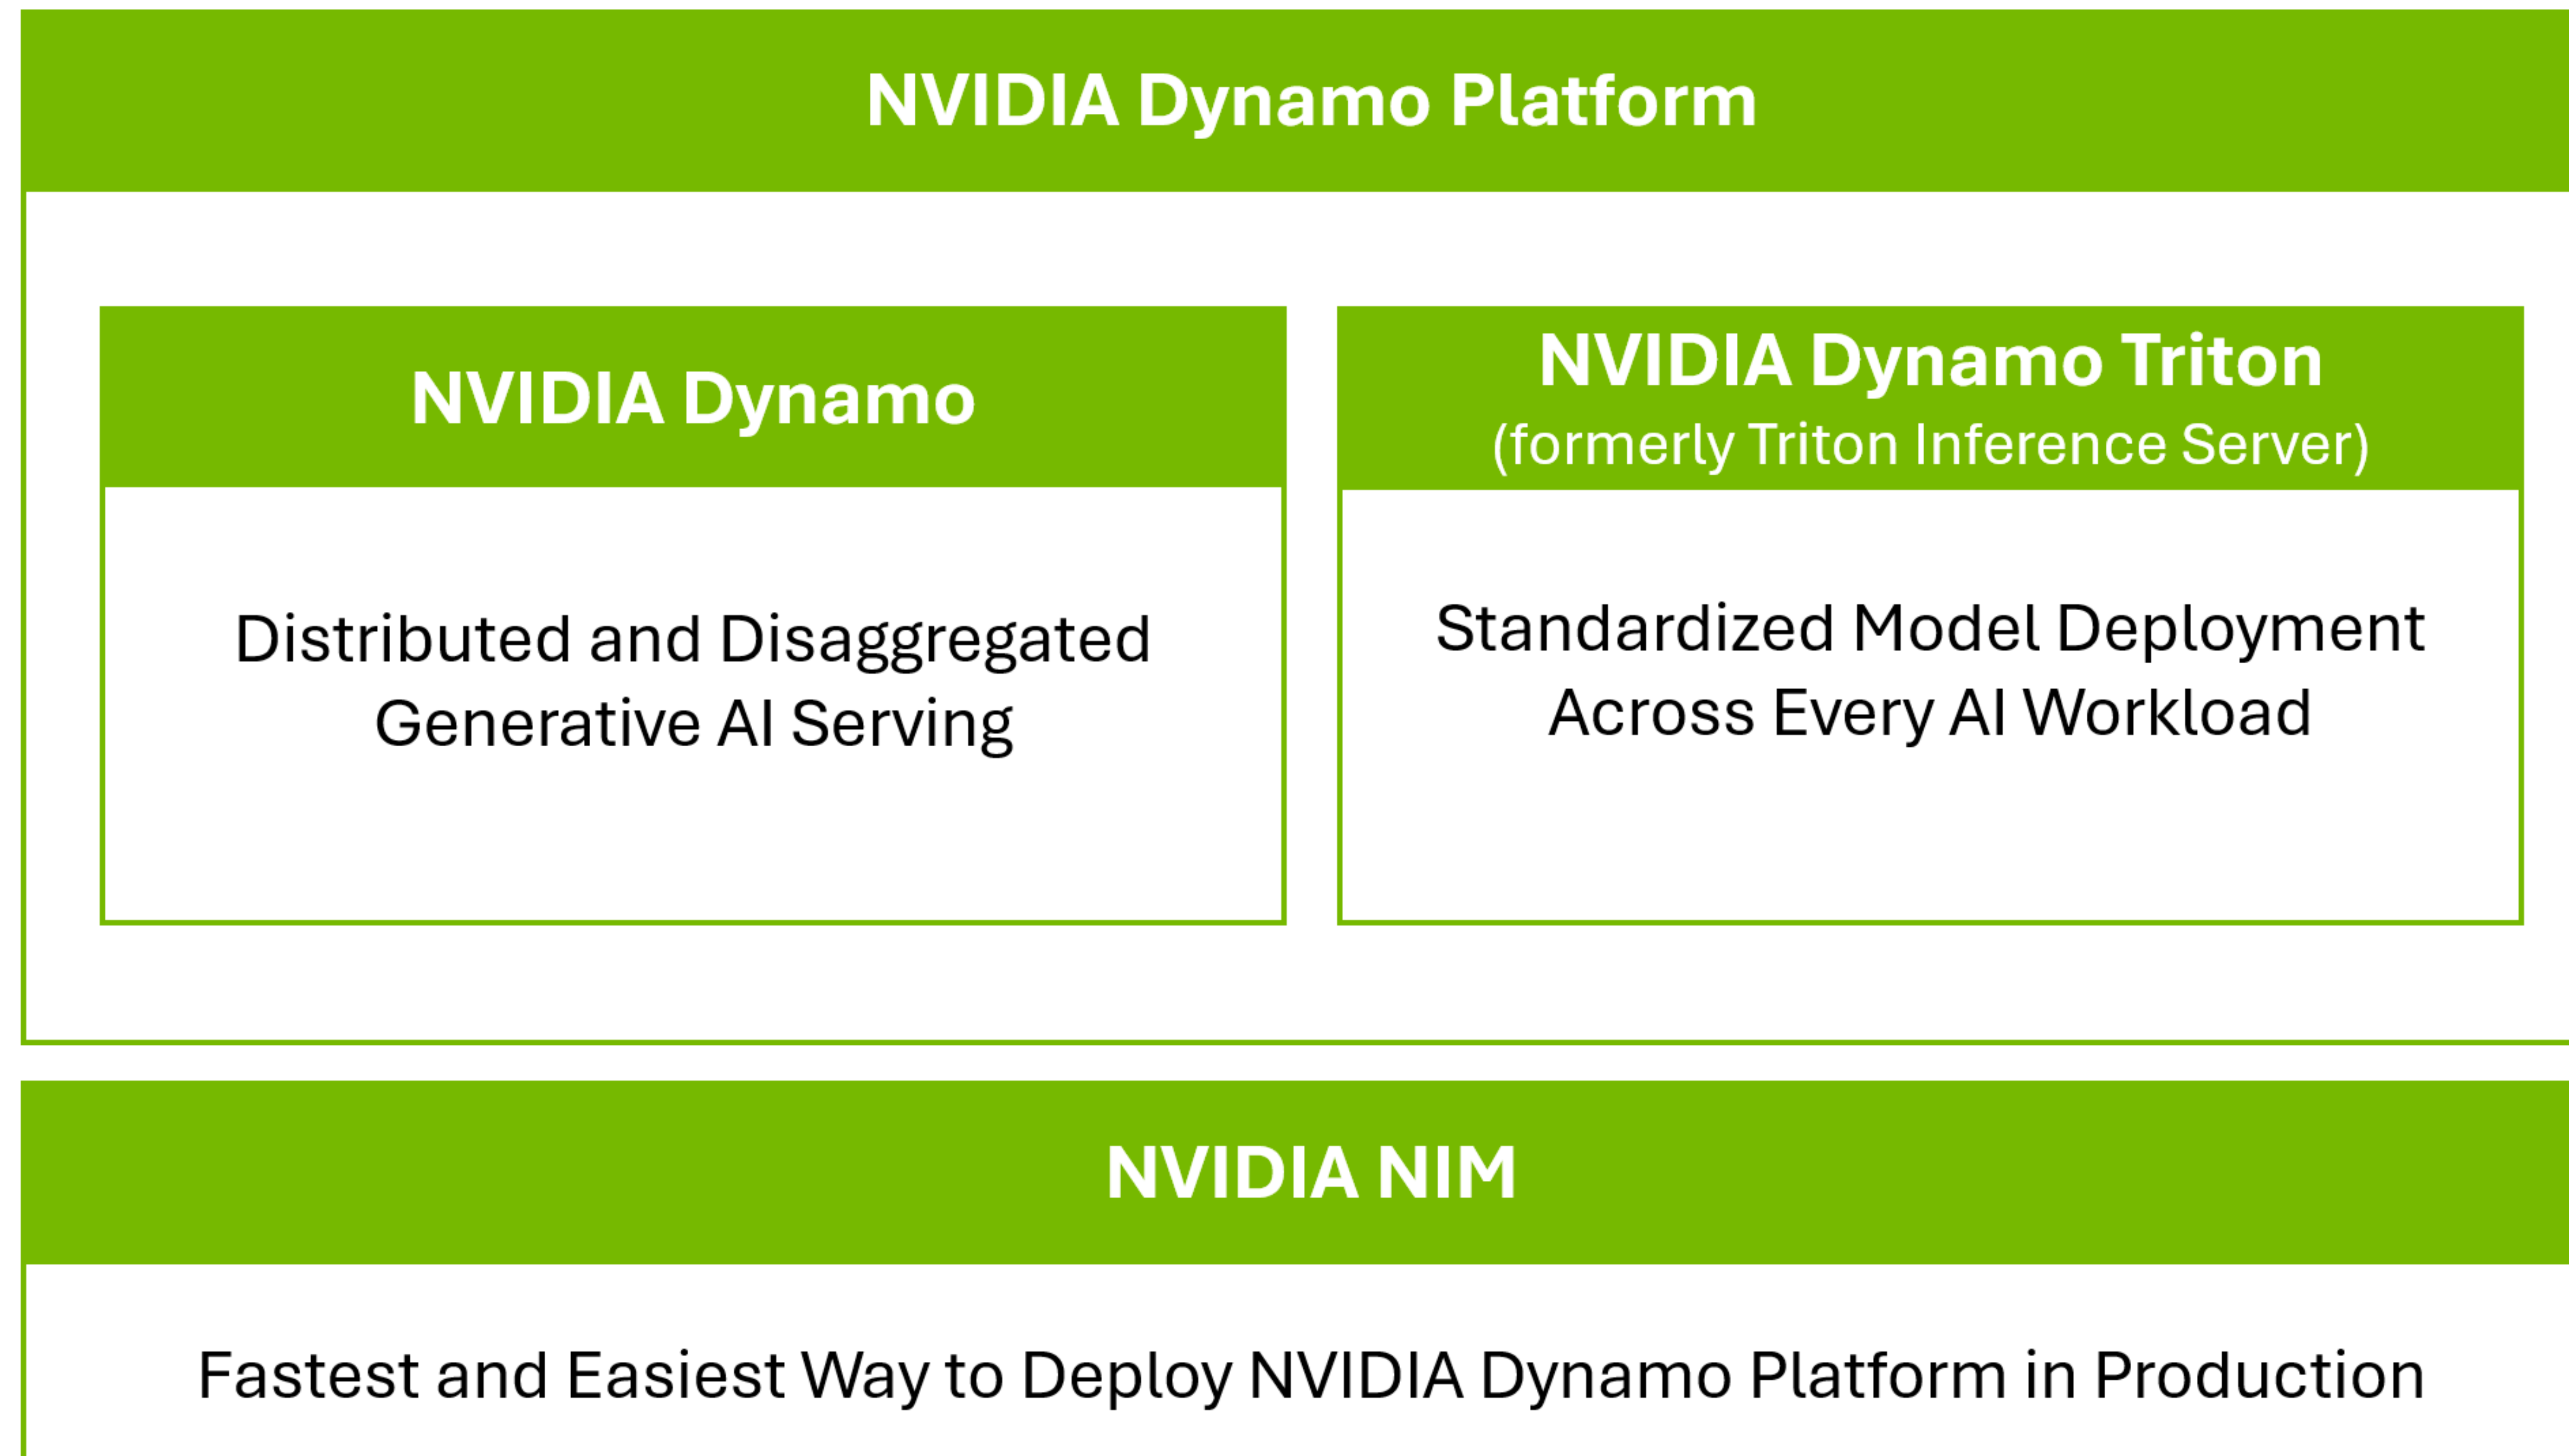 NVIDIA Dynamo Platform
NVIDIA Dynamo
Distributed and Disaggregated
Generative AI Serving
NVIDIA Dynamo Triton
(formerly Triton Inference Server)
Standardized Model Deployment
Across Every AI Workload
NVIDIA NIM
Fastest and Easiest Way to Deploy NVIDIA Dynamo Platform in Production